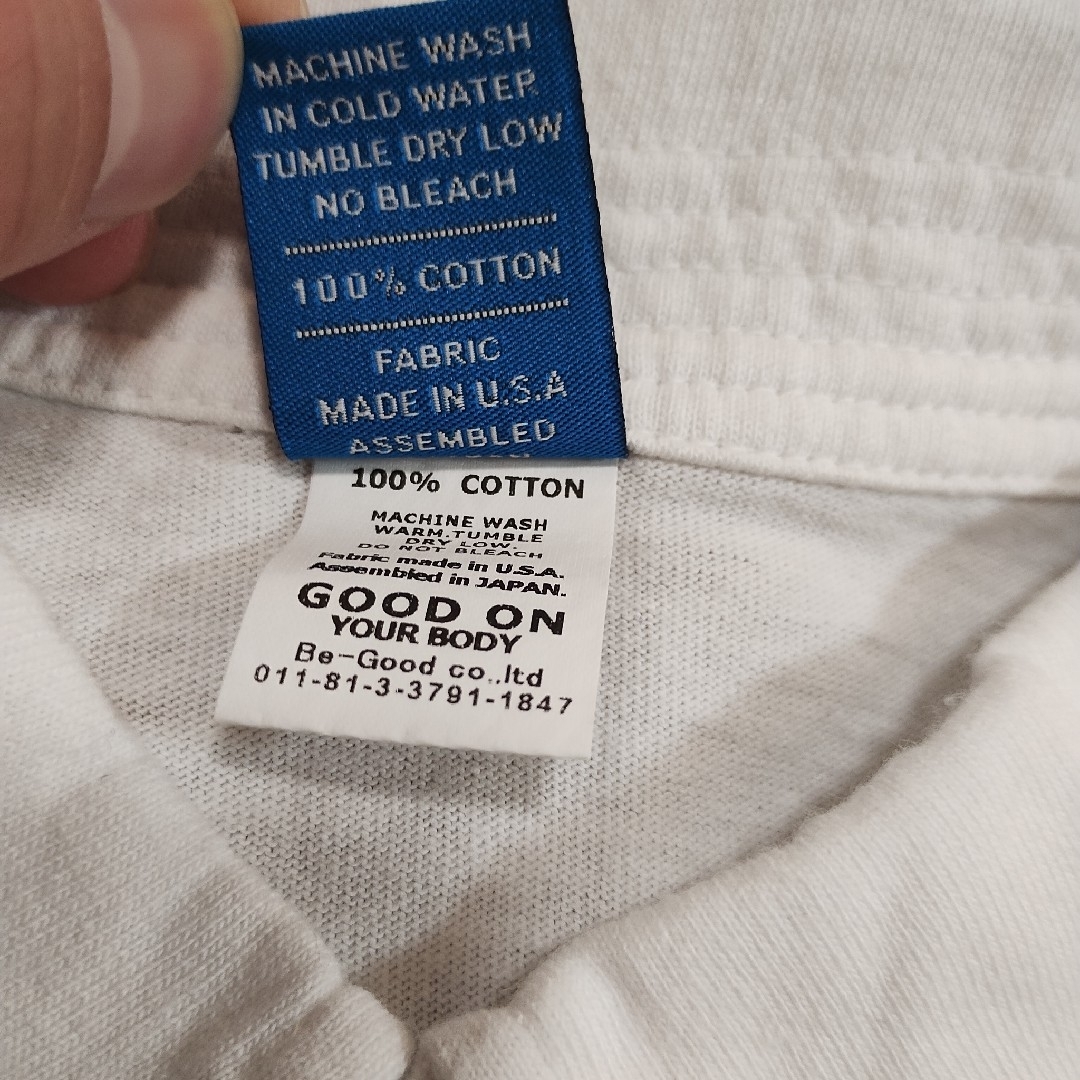 MACHINE WASH
IN COLD WATER
TUMBLE DRY LOW
NO BLEACH
100% COTTON
FABRIC
MADE IN U.S.A
ASSEMBLED
100% COTTON
MACHINE WASH
WARM.TUMBLE
DRY LOW.
DO NOT BLEACH
Fabric made in U.S.A.
Assembled in JAPAN.
GOOD ON
YOUR BODY
Be-Good co.,ltd
011-81-3-3791-1847